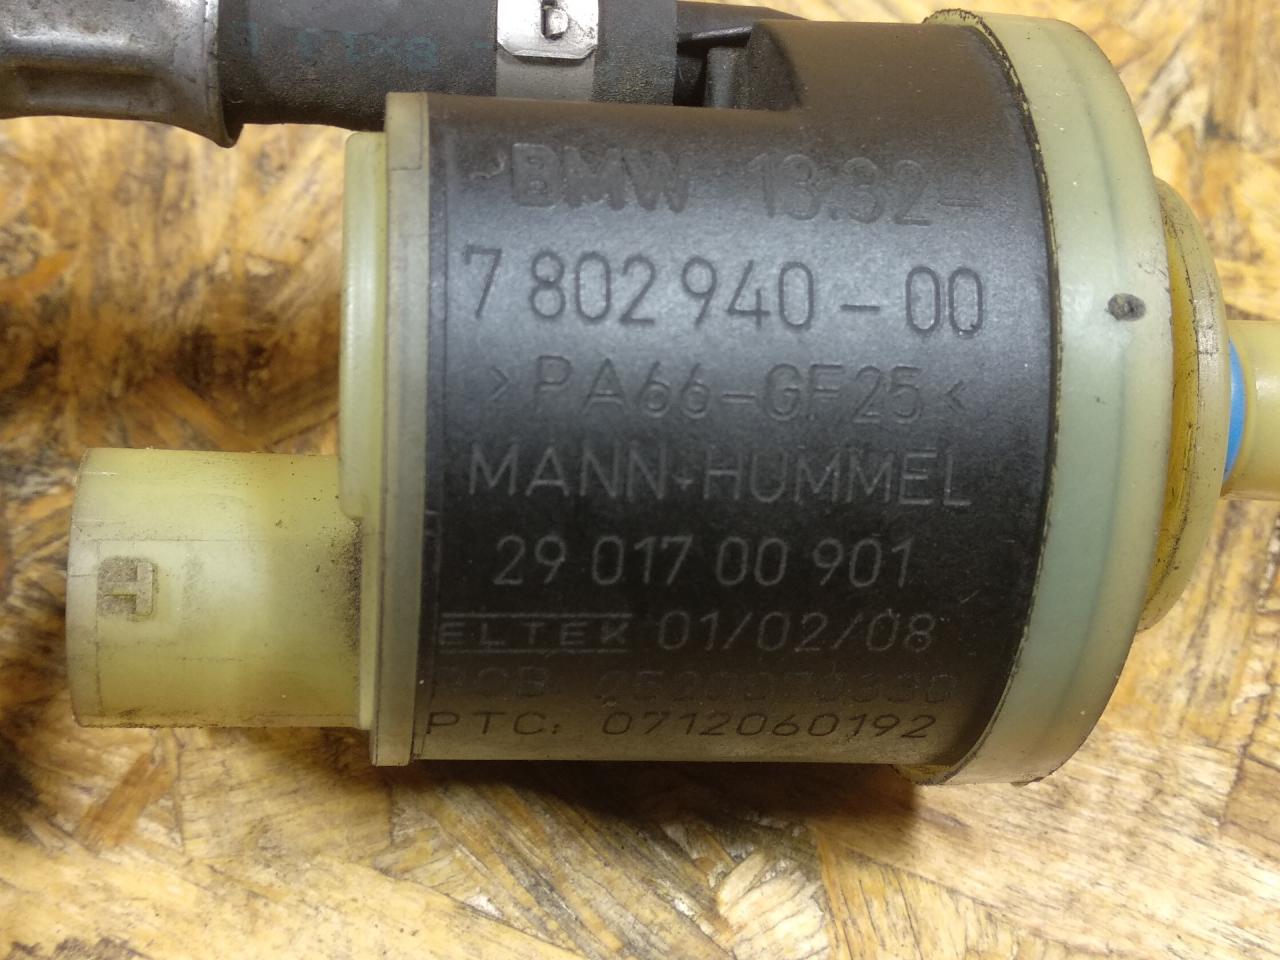 BMW 13.32-
7 802 940-00
>PA66-GF25<
MANN+HUMMEL
29 017 00 901
ELTEK 01/02/08
PCB
PTC: 0712060192